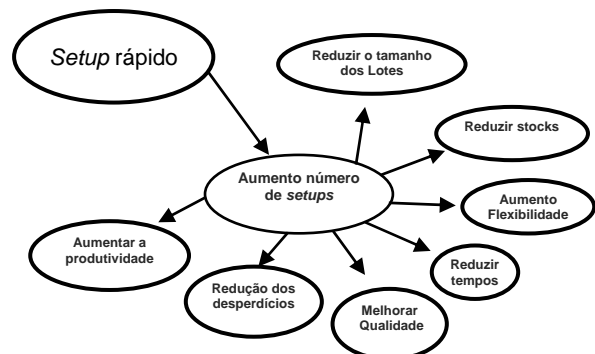 Setup rápido
Reduzir o tamanho
dos Lotes
Reduzir stocks
Aumento número
de setups
Aumento
Flexibilidade
Aumentar a
produtividade
Reduzir
tempos
Redução dos
desperdícios
Melhorar
Qualidade